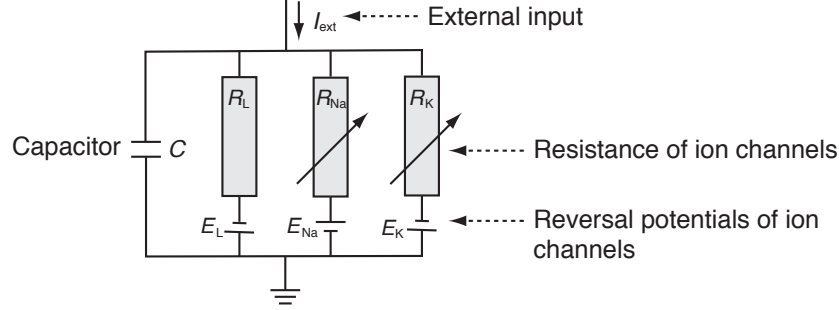 I_ext External input
R_L R_Na R_K
Capacitor C Resistance of ion channels
E_L E_Na E_K Reversal potentials of ion
channels